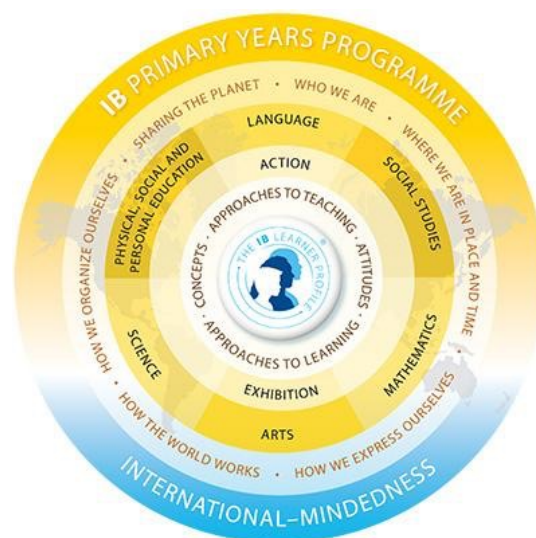 IB PRIMARY YEARS PROGRAMME
SHARING THE PLANET • WHO WE ARE • WHERE WE ARE IN PLACE AND TIME • HOW WE EXPRESS OURSELVES • HOW THE WORLD WORKS • HOW WE ORGANIZE OURSELVES •
LANGUAGE
SOCIAL STUDIES
MATHEMATICS
ARTS
SCIENCE
PHYSICAL, SOCIAL AND
PERSONAL EDUCATION
ACTION
EXHIBITION
APPROACHES TO TEACHING · ATTITUDES · APPROACHES TO LEARNING · CONCEPTS ·
THE IB LEARNER PROFILE ®
INTERNATIONAL–MINDEDNESS